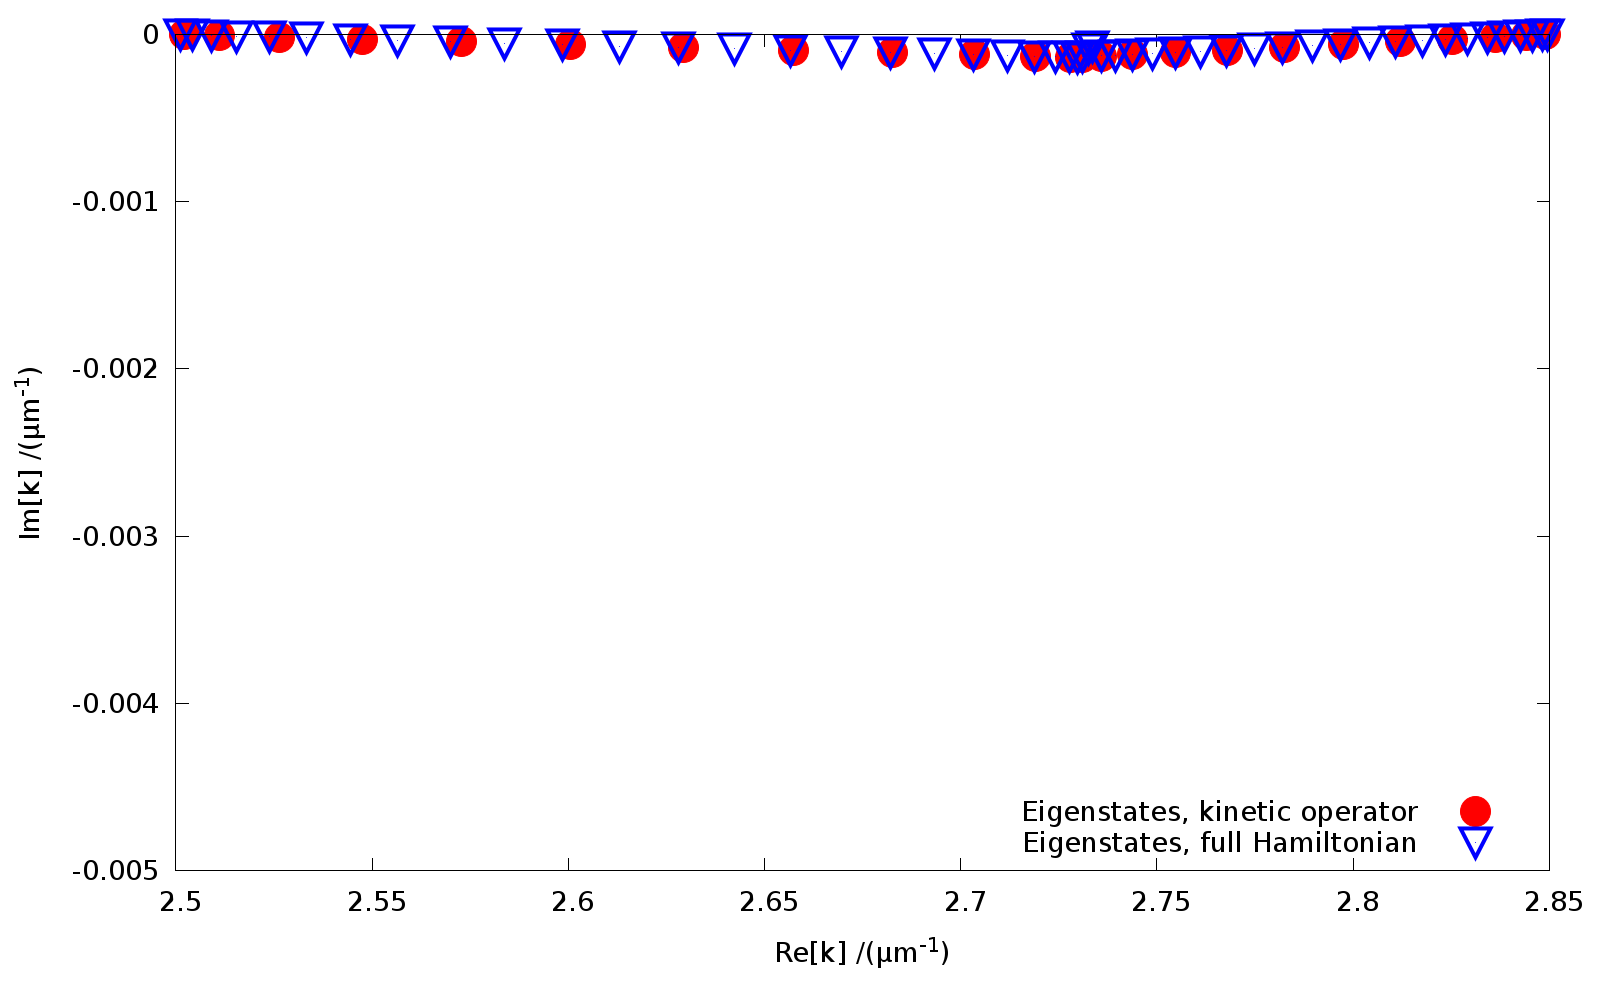 0
-0.001
-0.002
-0.003
-0.004
-0.005
2.5 2.55 2.6 2.65 2.7 2.75 2.8 2.85
Im[k] /(µm⁻¹)
Re[k] /(µm⁻¹)
Eigenstates, kinetic operator
Eigenstates, full Hamiltonian